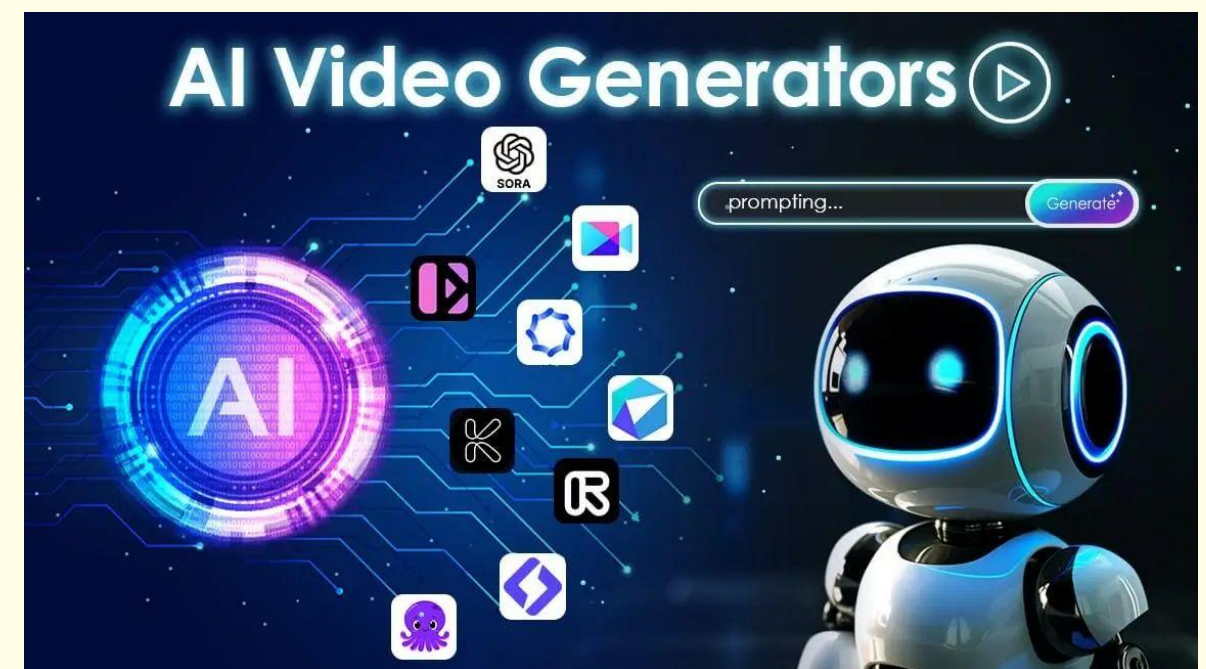 AI Video Generators
SORA
prompting...
Generate
AI